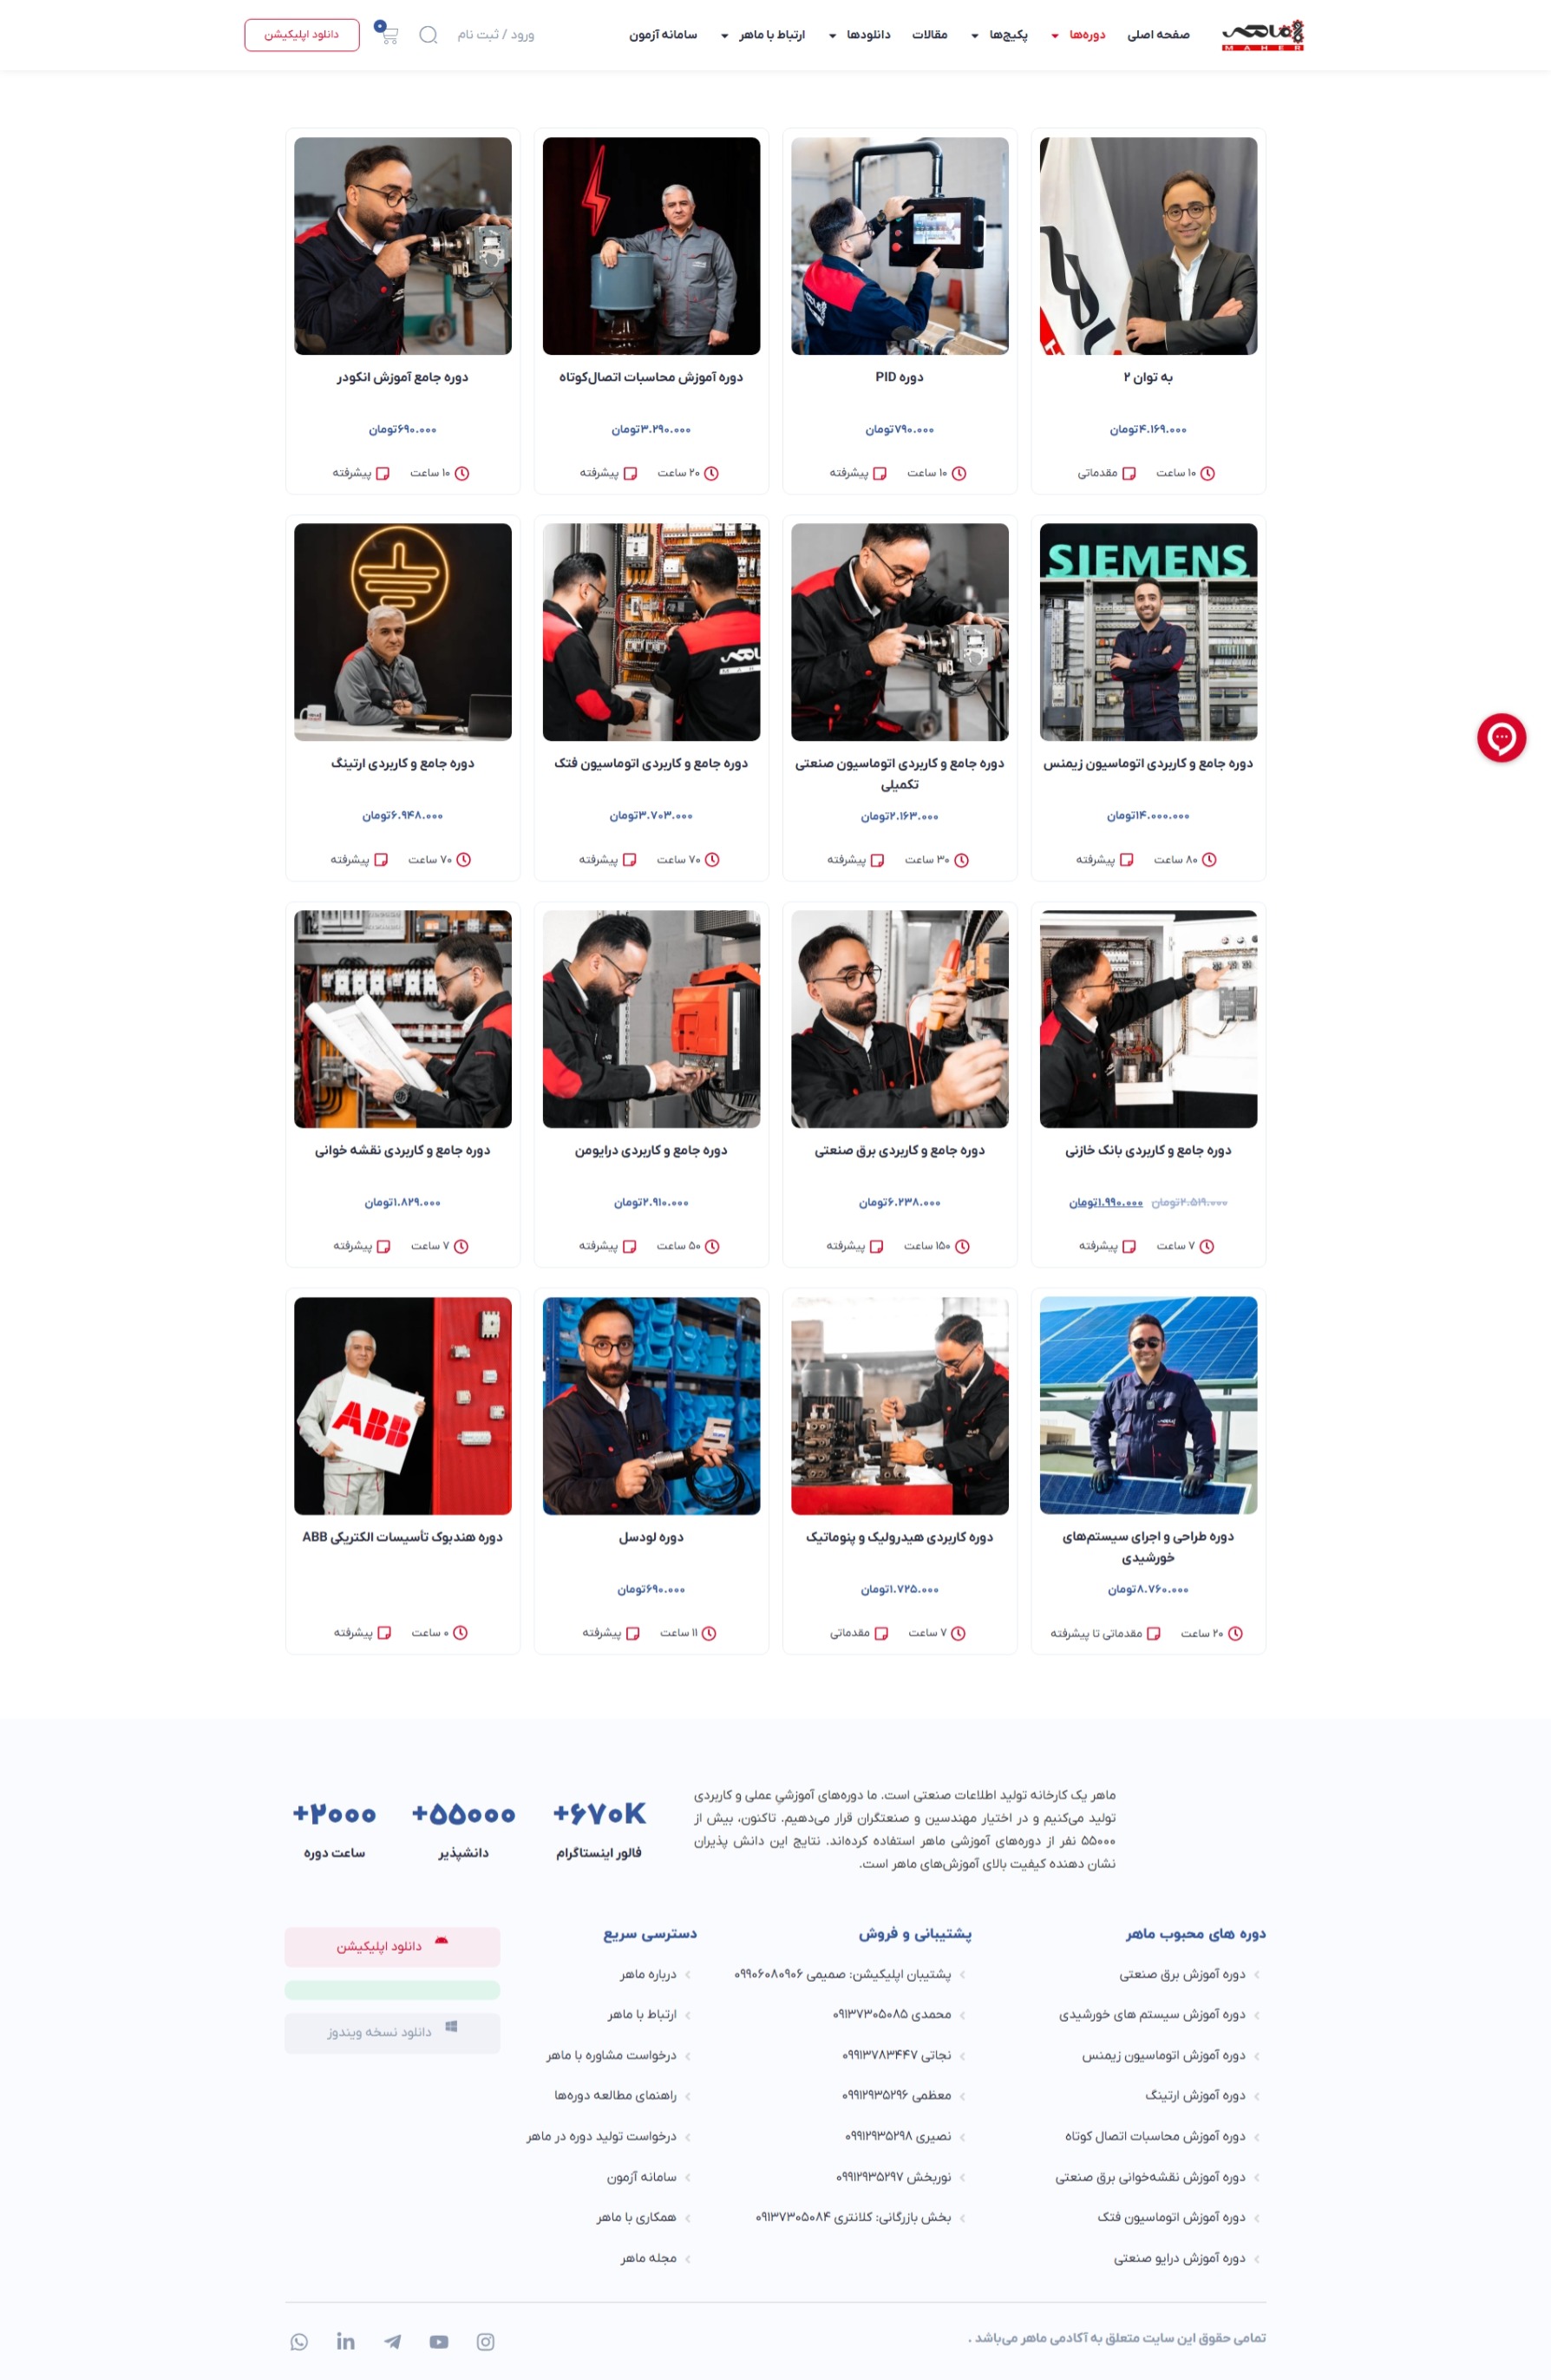 ماهر
MAHER
صفحه اصلی
دوره‌ها
پکیج‌ها
مقالات
دانلودها
ارتباط با ماهر
سامانه آزمون
ورود / ثبت نام
۰
دانلود اپلیکیشن
به توان ۲
۴.۱۶۹.۰۰۰تومان
۱۰ ساعت
مقدماتی
دوره PID
۷۹۰.۰۰۰تومان
۱۰ ساعت
پیشرفته
دوره آموزش محاسبات اتصال‌کوتاه
۳.۲۹۰.۰۰۰تومان
۲۰ ساعت
پیشرفته
دوره جامع آموزش انکودر
۶۹۰.۰۰۰تومان
۱۰ ساعت
پیشرفته
SIEMENS
دوره جامع و کاربردی اتوماسیون زیمنس
۱۴.۰۰۰.۰۰۰تومان
۸۰ ساعت
پیشرفته
دوره جامع و کاربردی اتوماسیون صنعتی
تکمیلی
۲.۱۶۳.۰۰۰تومان
۳۰ ساعت
پیشرفته
دوره جامع و کاربردی اتوماسیون فتک
۳.۷۰۳.۰۰۰تومان
۷۰ ساعت
پیشرفته
دوره جامع و کاربردی ارتینگ
۶.۹۴۸.۰۰۰تومان
۷۰ ساعت
پیشرفته
دوره جامع و کاربردی بانک خازنی
۲.۵۱۹.۰۰۰تومان ۱.۹۹۰.۰۰۰تومان
۷ ساعت
پیشرفته
دوره جامع و کاربردی برق صنعتی
۶.۲۳۸.۰۰۰تومان
۱۵۰ ساعت
پیشرفته
دوره جامع و کاربردی درایومن
۲.۹۱۰.۰۰۰تومان
۵۰ ساعت
پیشرفته
دوره جامع و کاربردی نقشه خوانی
۱.۸۲۹.۰۰۰تومان
۷ ساعت
پیشرفته
دوره طراحی و اجرای سیستم‌های
خورشیدی
۸.۷۶۰.۰۰۰تومان
۲۰ ساعت
مقدماتی تا پیشرفته
دوره کاربردی هیدرولیک و پنوماتیک
۱.۷۲۵.۰۰۰تومان
۷ ساعت
مقدماتی
دوره لودسل
۶۹۰.۰۰۰تومان
۱۱ ساعت
پیشرفته
ABB
دوره هندبوک تأسیسات الکتریکی ABB
۰ ساعت
پیشرفته
ماهر یک کارخانه تولید اطلاعات صنعتی است. ما دوره‌های آموزشیِ عملی و کاربردی
تولید می‌کنیم و در اختیار مهندسین و صنعتگران قرار می‌دهیم. تاکنون، بیش از
۵۵۰۰۰ نفر از دوره‌های آموزشی ماهر استفاده کرده‌اند. نتایج این دانش پذیران
نشان دهنده کیفیت بالای آموزش‌های ماهر است.
+۶۷۰K
فالور اینستاگرام
+۵۵۰۰۰
دانشپذیر
+۲۰۰۰
ساعت دوره
دوره های محبوب ماهر
دوره آموزش برق صنعتی
دوره آموزش سیستم های خورشیدی
دوره آموزش اتوماسیون زیمنس
دوره آموزش ارتینگ
دوره آموزش محاسبات اتصال کوتاه
دوره آموزش نقشه‌خوانی برق صنعتی
دوره آموزش اتوماسیون فتک
دوره آموزش درایو صنعتی
پشتیبانی و فروش
پشتیبان اپلیکیشن: صمیمی ۰۹۹۰۶۰۸۰۹۰۶
محمدی ۰۹۱۳۷۳۰۵۰۸۵
نجاتی ۰۹۹۱۳۷۸۳۴۴۷
معظمی ۰۹۹۱۲۹۳۵۲۹۶
نصیری ۰۹۹۱۲۹۳۵۲۹۸
نوربخش ۰۹۹۱۲۹۳۵۲۹۷
بخش بازرگانی: کلانتری ۰۹۱۳۷۳۰۵۰۸۴
دسترسی سریع
درباره ماهر
ارتباط با ماهر
درخواست مشاوره با ماهر
راهنمای مطالعه دوره‌ها
درخواست تولید دوره در ماهر
سامانه آزمون
همکاری با ماهر
مجله ماهر
دانلود اپلیکیشن
دانلود نسخه ویندوز
تمامی حقوق این سایت متعلق به آکادمی ماهر می‌باشد .